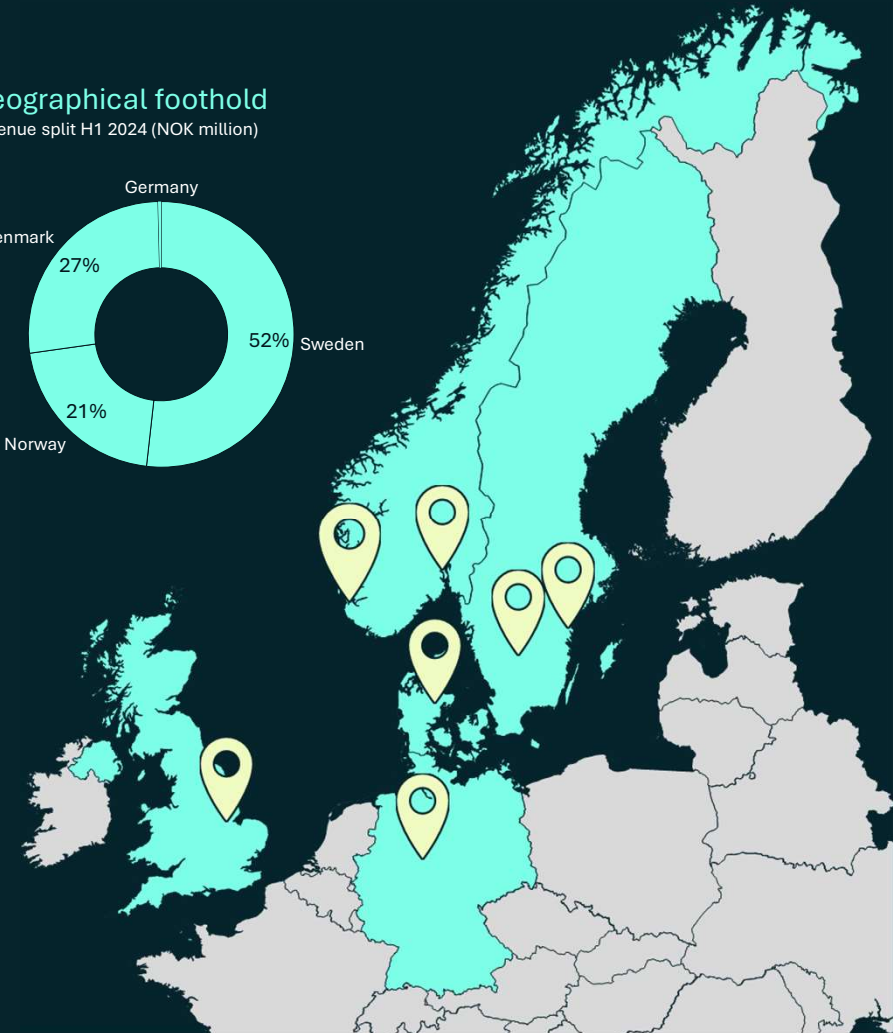 eographical foothold
enue split H1 2024 (NOK million)
Germany
enmark
27%
52% Sweden
21%
Norway